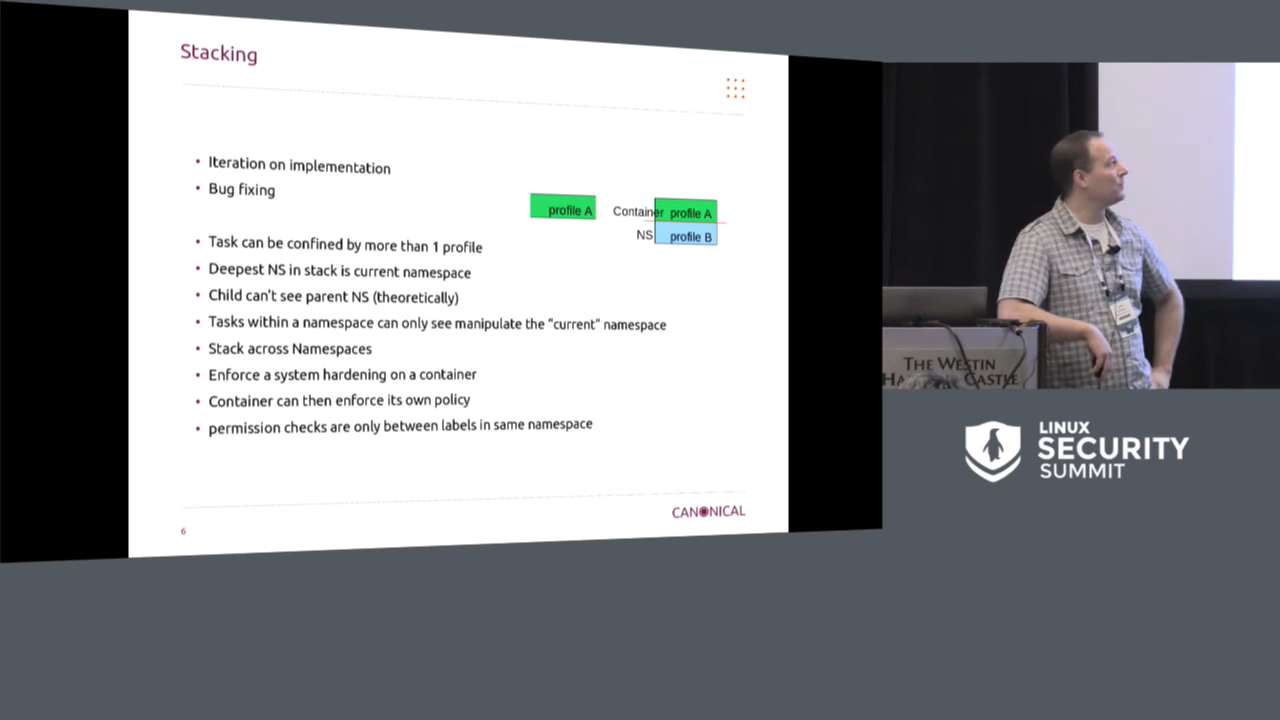 Stacking
Iteration on implementation
Bug fixing
profile A
Container profile A
NS profile B
Task can be confined by more than 1 profile
Deepest NS in stack is current namespace
Child can't see parent NS (theoretically)
Tasks within a namespace can only see manipulate the "current" namespace
Stack across Namespaces
Enforce a system hardening on a container
Container can then enforce its own policy
permission checks are only between labels in same namespace
CANONICAL
6
THE WESTIN
CASTLE
LINUX
SECURITY
SUMMIT